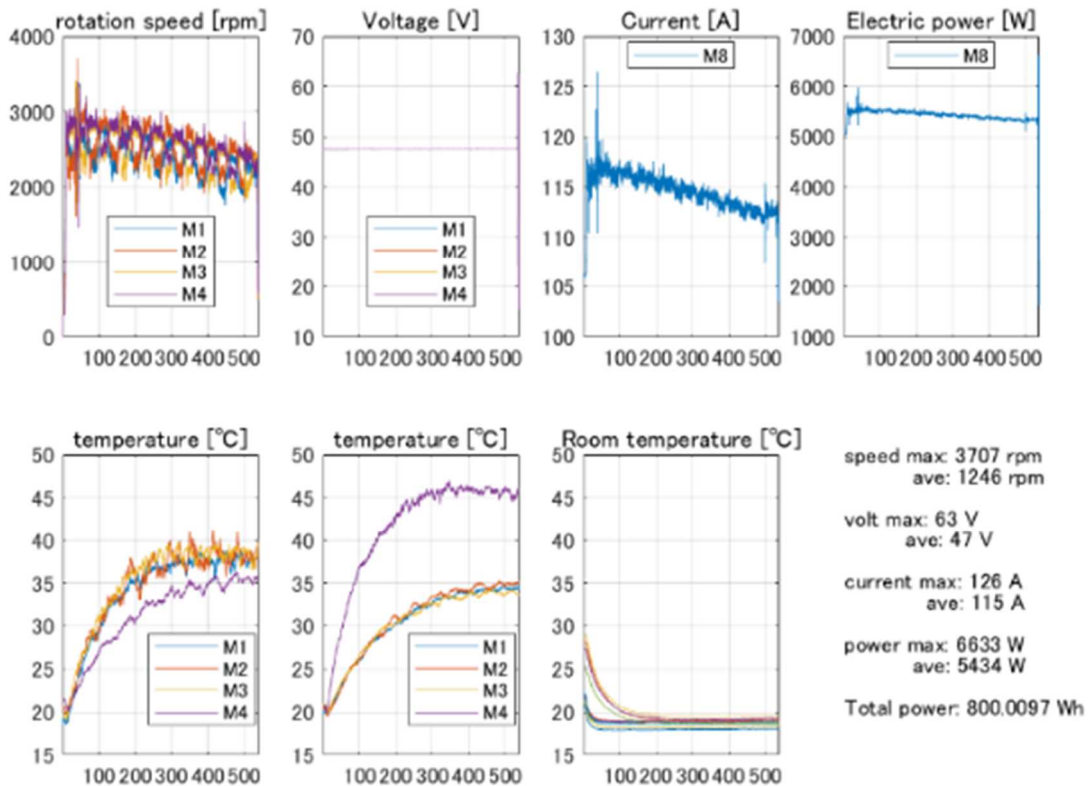 rotation speed [rpm]
4000
3000
2000
1000
0
M1
M2
M3
M4
100 200 300 400 500
Voltage [V]
70
60
50
40
30
20
10
M1
M2
M3
M4
100 200 300 400 500
Current [A]
130
125
120
115
110
105
100
M8
100 200 300 400 500
Electric power [W]
7000
6000
5000
4000
3000
2000
1000
M8
100 200 300 400 500
temperature [℃]
50
45
40
35
30
25
20
15
M1
M2
M3
M4
100 200 300 400 500
temperature [℃]
50
45
40
35
30
25
20
15
M1
M2
M3
M4
100 200 300 400 500
Room temperature [℃]
50
45
40
35
30
25
20
15
100 200 300 400 500
speed max: 3707 rpm
ave: 1246 rpm
volt max: 63 V
ave: 47 V
current max: 126 A
ave: 115 A
power max: 6633 W
ave: 5434 W
Total power: 800.0097 Wh